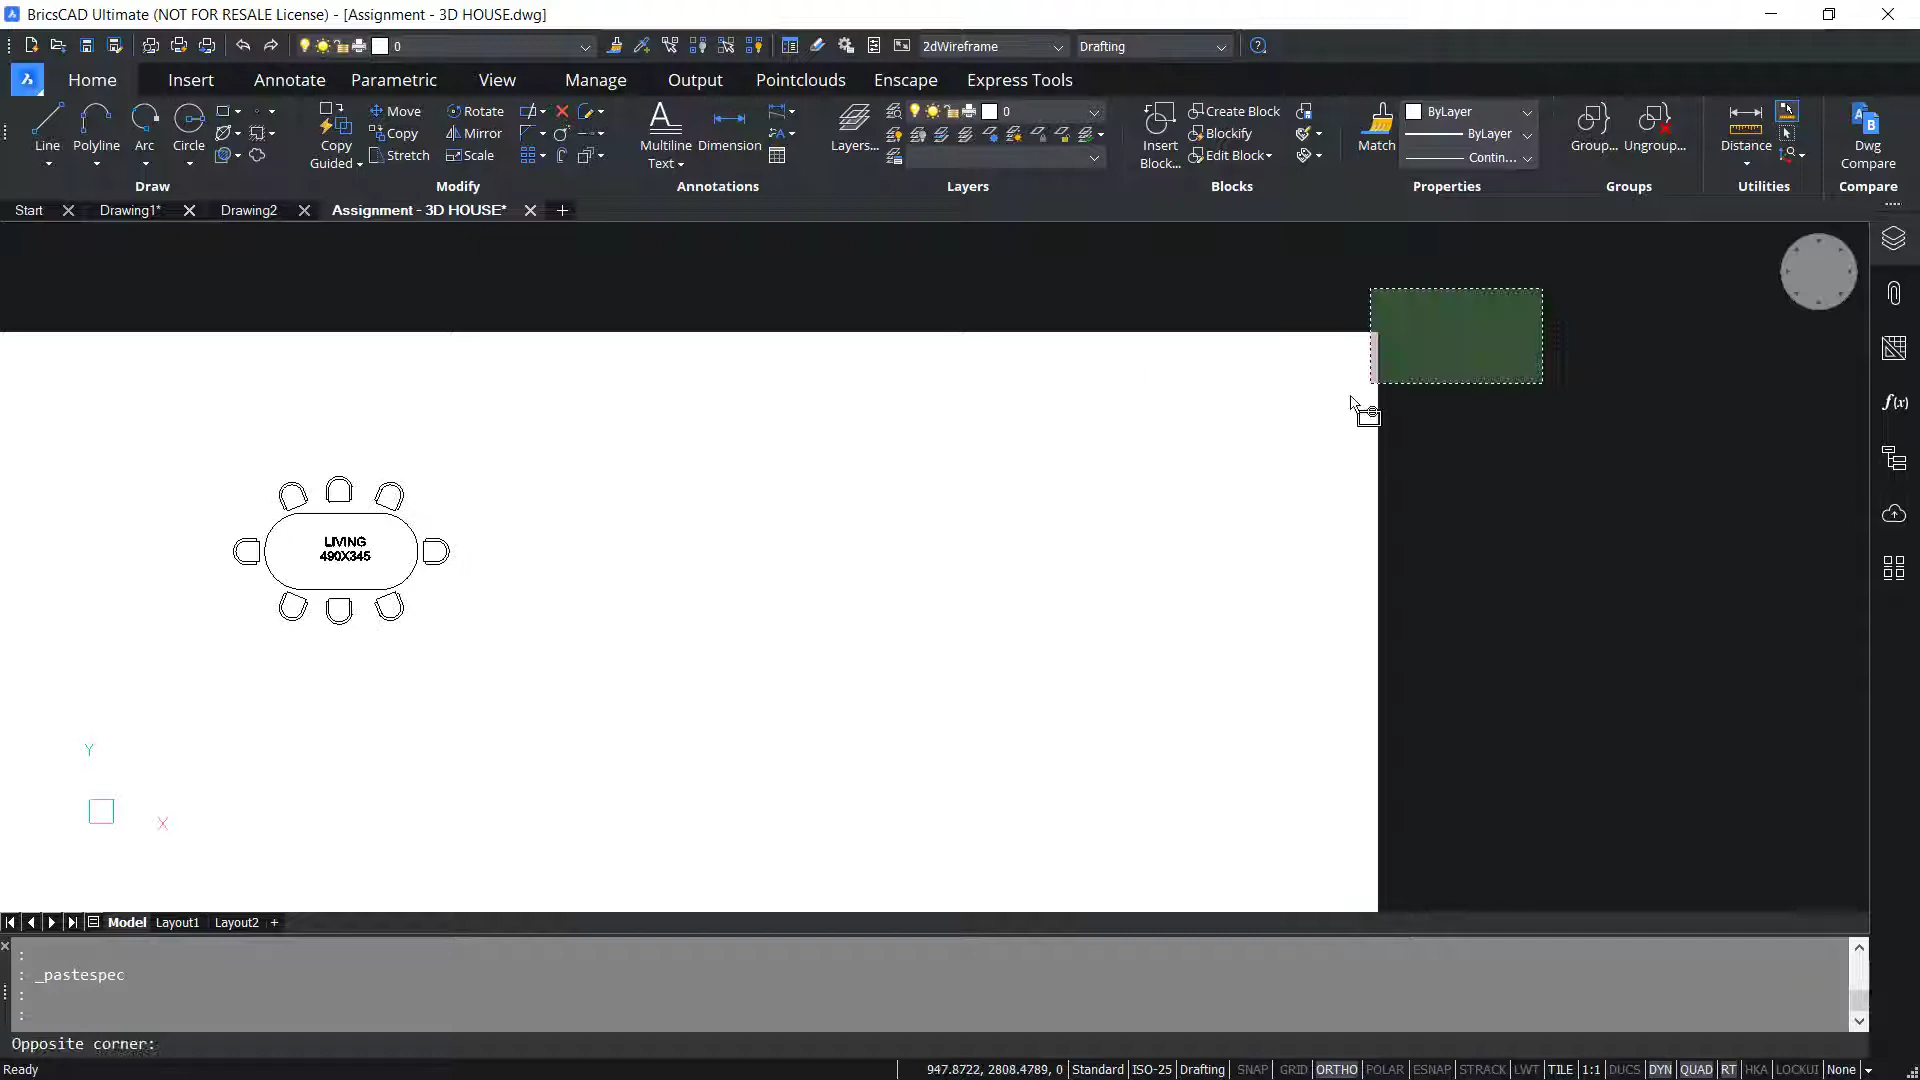 BricsCAD Ultimate (NOT FOR RESALE License) - [Assignment - 3D HOUSE.dwg]
0
2dWireframe
Drafting
Home
Insert
Annotate
Parametric
View
Manage
Output
Pointclouds
Enscape
Express Tools
Line
Polyline
Arc
Circle
Draw
Copy
Guided
Move
Copy
Stretch
Rotate
Mirror
Scale
Modify
Multiline
Text
Dimension
Annotations
Layers...
0
Layers
Insert
Block...
Create Block
Blockify
Edit Block
Blocks
Match
ByLayer
ByLayer
Contin...
Properties
Group...
Ungroup...
Groups
Distance
Utilities
Dwg
Compare
Compare
Start
Drawing1*
Drawing2
Assignment - 3D HOUSE*
f(x)
LIVING
490X345
Y
X
Model
Layout1
Layout2
+
:
: _pastespec
:
:
Opposite corner:
Ready
947.8722, 2808.4789, 0
Standard
ISO-25
Drafting
SNAP
GRID
ORTHO
POLAR
ESNAP
STRACK
LWT
TILE
1:1
DUCS
DYN
QUAD
RT
HKA
LOCKUI
None